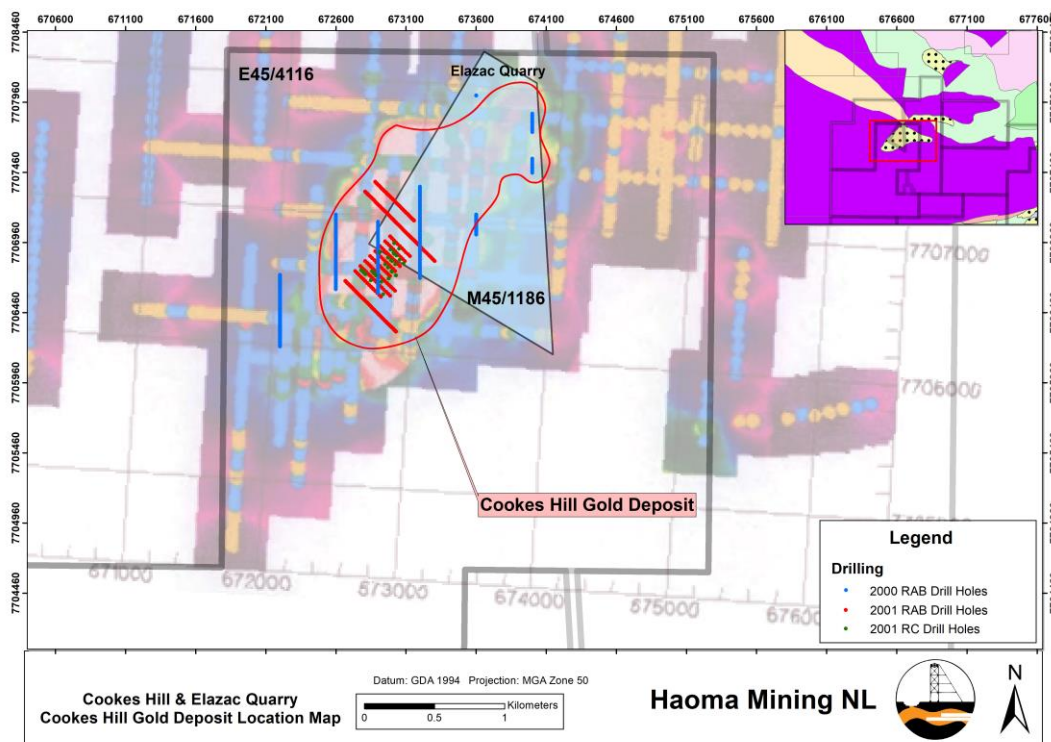 670600 671100 671600 672100 672600 673100 673600 674100 674600 675100 675600 676100 676600 677100
7708460
7707960
7707460
7706960
7706460
7705960
7705460
7704960
7704460
E45/4116
Elazac Quarry
M45/1186
7707000
7706000
Cookes Hill Gold Deposit
671000
672000
673000
674000
675000
Legend
Drilling
2000 RAB Drill Holes
2001 RAB Drill Holes
2001 RC Drill Holes
Cookes Hill & Elazac Quarry
Cookes Hill Gold Deposit Location Map
Datum: GDA 1994 Projection: MGA Zone 50
Kilometers
0 0.5 1
Haoma Mining NL
N